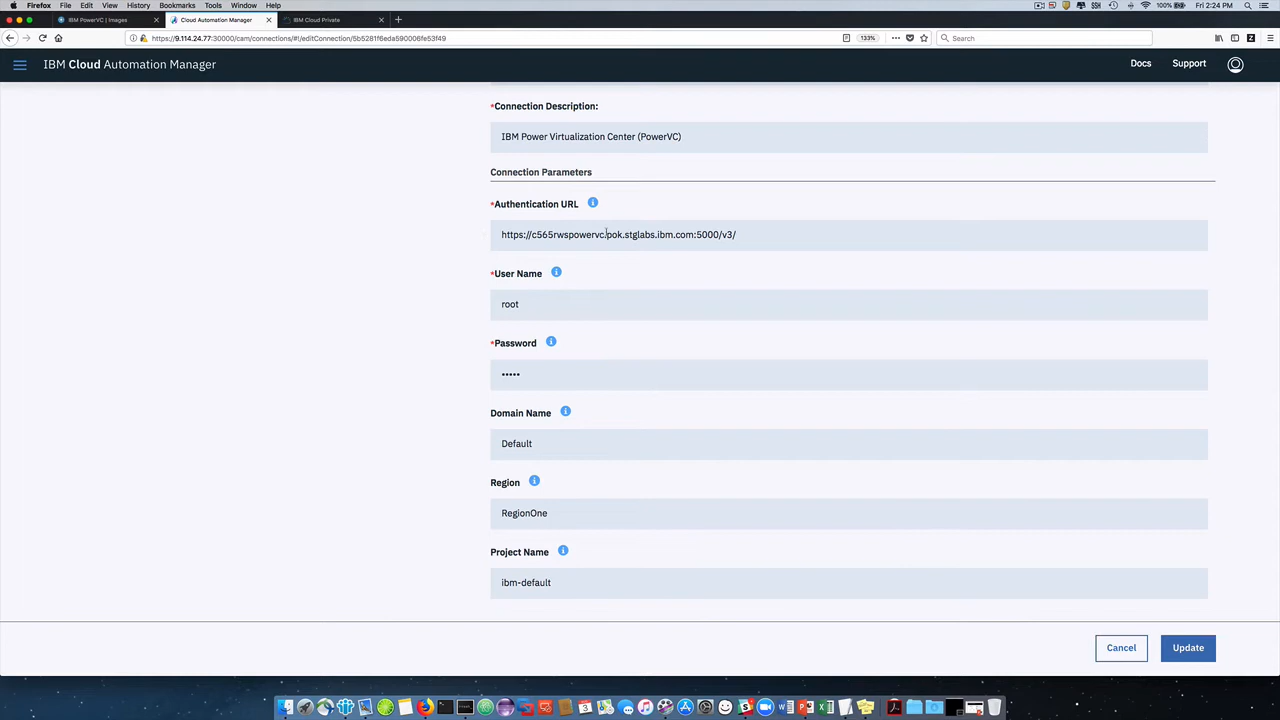 Firefox File Edit View History Bookmarks Tools Window Help 100% Fri 2:24 PM
IBM PowerVC | Images Cloud Automation Manager IBM Cloud Private
https://9.114.24.77:30000/cam/connections/#!/editConnection/5b5281f6eda590006fe53f49 133% Search
IBM Cloud Automation Manager Docs Support
*Connection Description:
IBM Power Virtualization Center (PowerVC)
Connection Parameters
*Authentication URL
https://c565rwspowervc.pok.stglabs.ibm.com:5000/v3/
*User Name
root
*Password
•••••
Domain Name
Default
Region
RegionOne
Project Name
ibm-default
Cancel Update